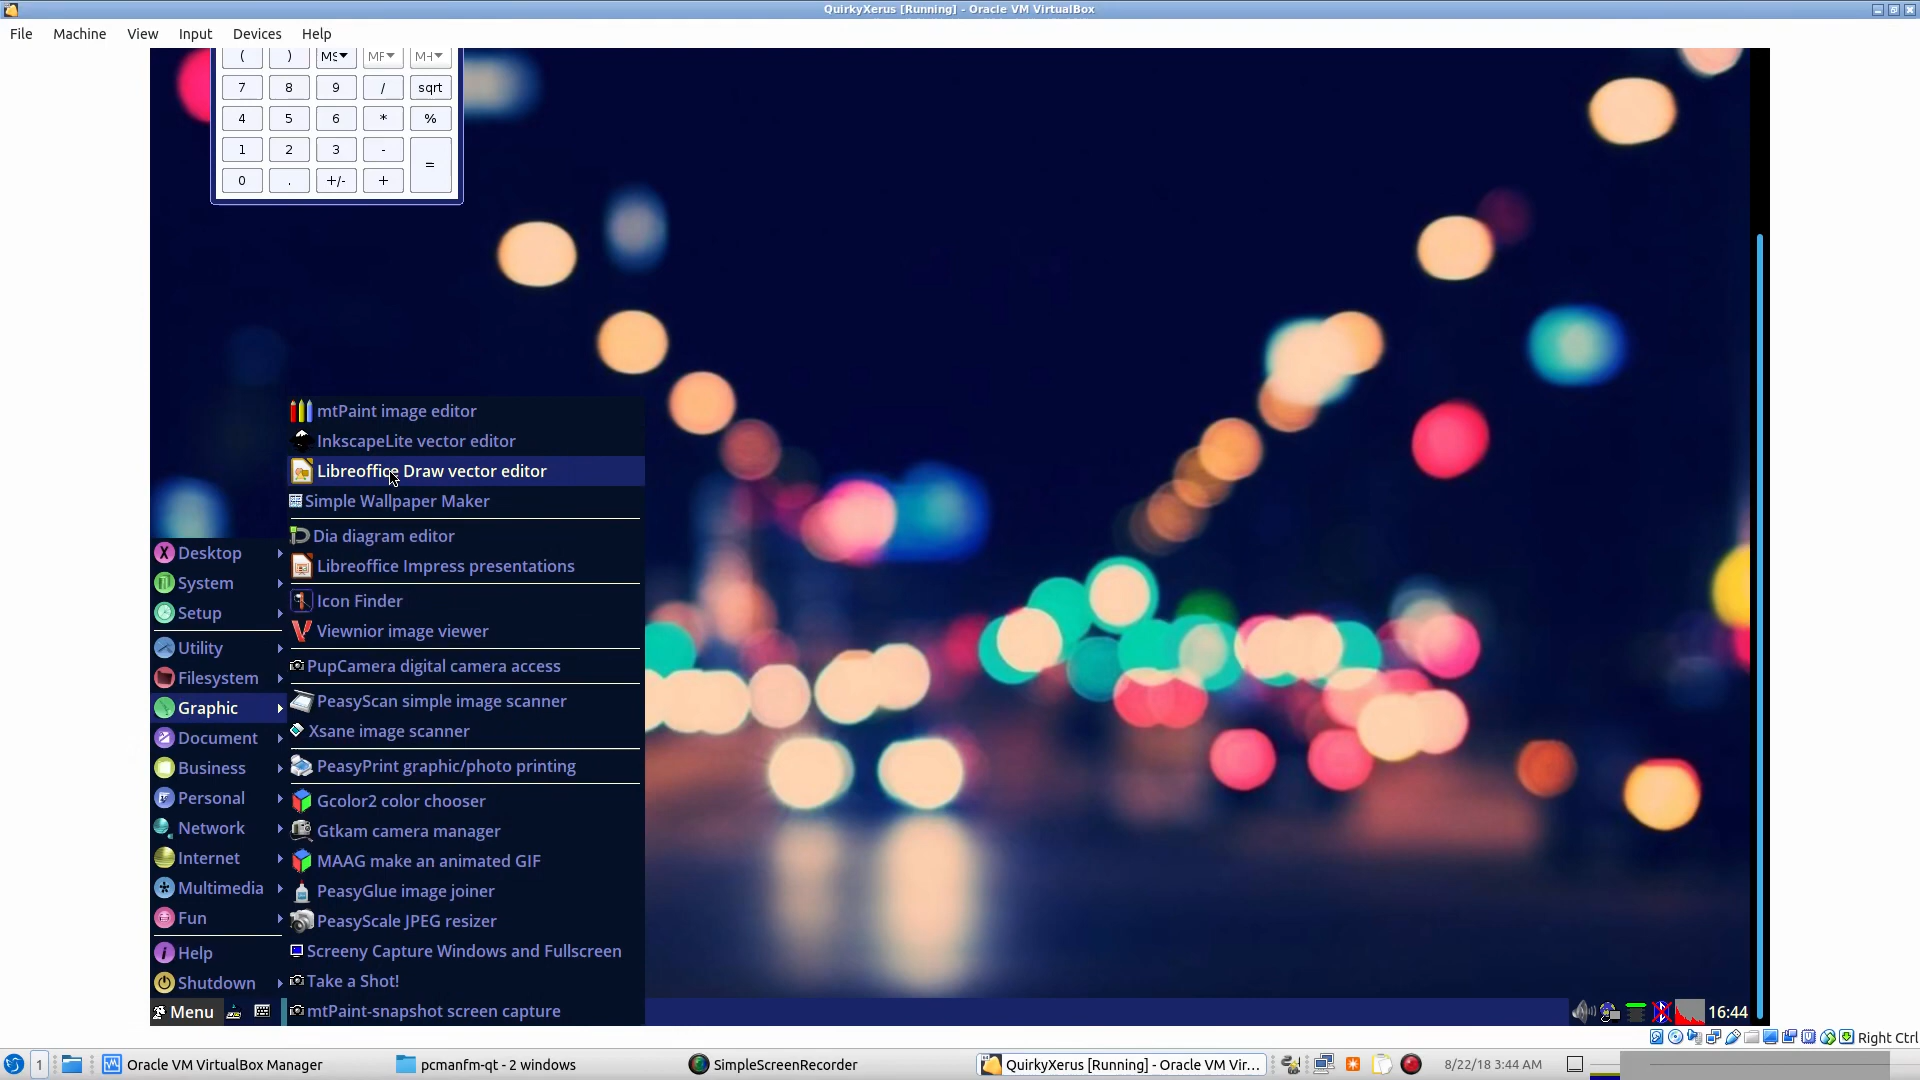 QuirkyXerus [Running] - Oracle VM VirtualBox
File Machine View Input Devices Help
( )
7 8 9 / sqrt
4 5 6 * %
1 2 3 - =
0 . +/- +
mtPaint image editor
InkscapeLite vector editor
Libreoffice Draw vector editor
Simple Wallpaper Maker
Dia diagram editor
Libreoffice Impress presentations
Icon Finder
Viewnior image viewer
PupCamera digital camera access
PeasyScan simple image scanner
Xsane image scanner
PeasyPrint graphic/photo printing
Gcolor2 color chooser
Gtkam camera manager
MAAG make an animated GIF
PeasyGlue image joiner
PeasyScale JPEG resizer
Screeny Capture Windows and Fullscreen
Take a Shot!
mtPaint-snapshot screen capture
Desktop
System
Setup
Utility
Filesystem
Graphic
Document
Business
Personal
Network
Internet
Multimedia
Fun
Help
Shutdown
Menu
16:44
Right Ctrl
1 Oracle VM VirtualBox Manager pcmanfm-qt - 2 windows SimpleScreenRecorder QuirkyXerus [Running] - Oracle VM Vir... 8/22/18 3:44 AM